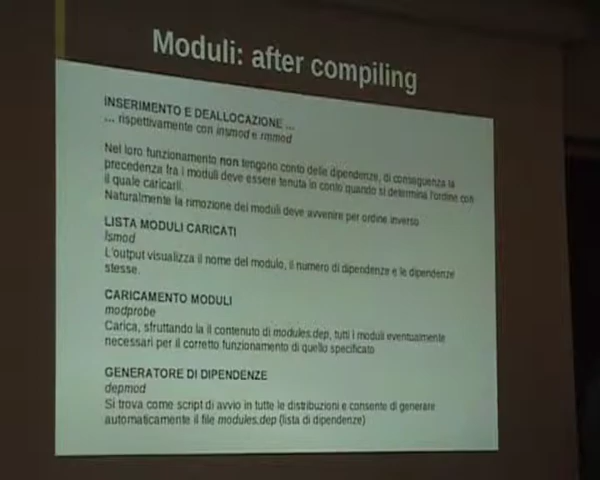 Moduli: after compiling
INSERIMENTO E DEALLOCAZIONE ...
... rispettivamente con insmod e rmmod
Nel loro funzionamento non tengono conto delle dipendenze, di conseguenza la
precedenza fra i moduli deve essere tenuta in conto quando si determina l'ordine con
il quale caricarli.
Naturalmente la rimozione dei moduli deve avvenire per ordine inverso
LISTA MODULI CARICATI
lsmod
L'output visualizza il nome del modulo, il numero di dipendenze e le dipendenze
stesse.
CARICAMENTO MODULI
modprobe
Carica, sfruttando la il contenuto di modules.dep, tutti i moduli eventualmente
necessari per il corretto funzionamento di quello specificato
GENERATORE DI DIPENDENZE
depmod
Si trova come script di avvio in tutte le distribuzioni e consente di generare
automaticamente il file modules.dep (lista di dipendenze)